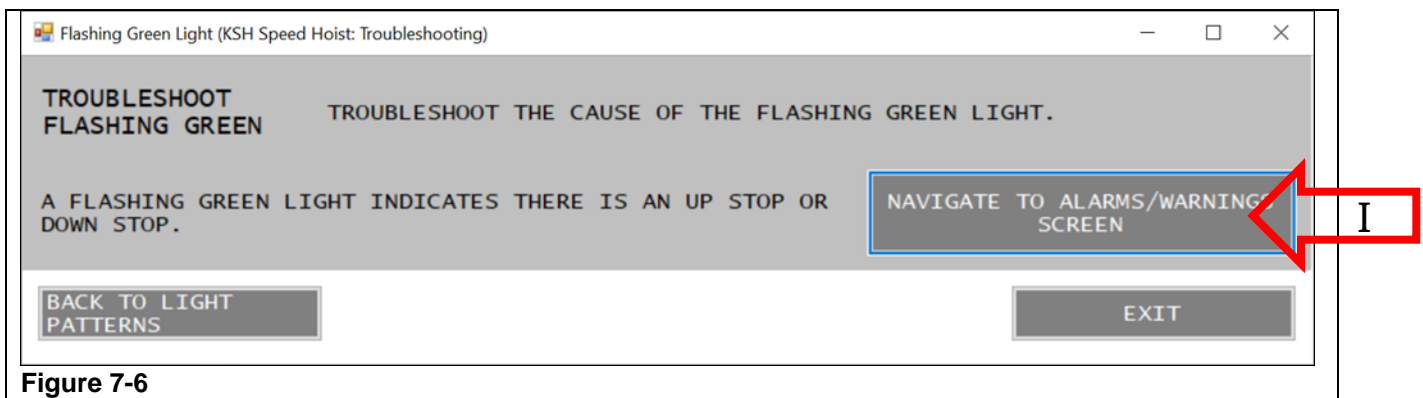 Flashing Green Light (KSH Speed Hoist: Troubleshooting)
TROUBLESHOOT
FLASHING GREEN
TROUBLESHOOT THE CAUSE OF THE FLASHING GREEN LIGHT.
A FLASHING GREEN LIGHT INDICATES THERE IS AN UP STOP OR
DOWN STOP.
NAVIGATE TO ALARMS/WARNINGS
SCREEN
I
BACK TO LIGHT
PATTERNS
EXIT
Figure 7-6